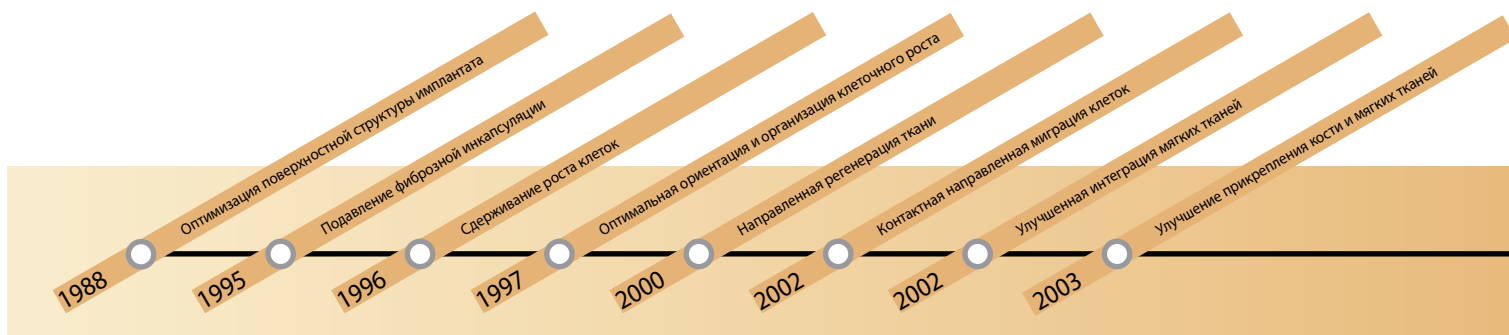 1988
Оптимизация поверхностной структуры имплантата
1995
Подавление фиброзной инкапсуляции
1996
Сдерживание роста клеток
1997
Оптимальная ориентация и организация клеточного роста
2000
Направленная регенерация ткани
2002
Контактная направленная миграция клеток
2002
Улучшенная интеграция мягких тканей
2003
Улучшение прикрепления кости и мягких тканей